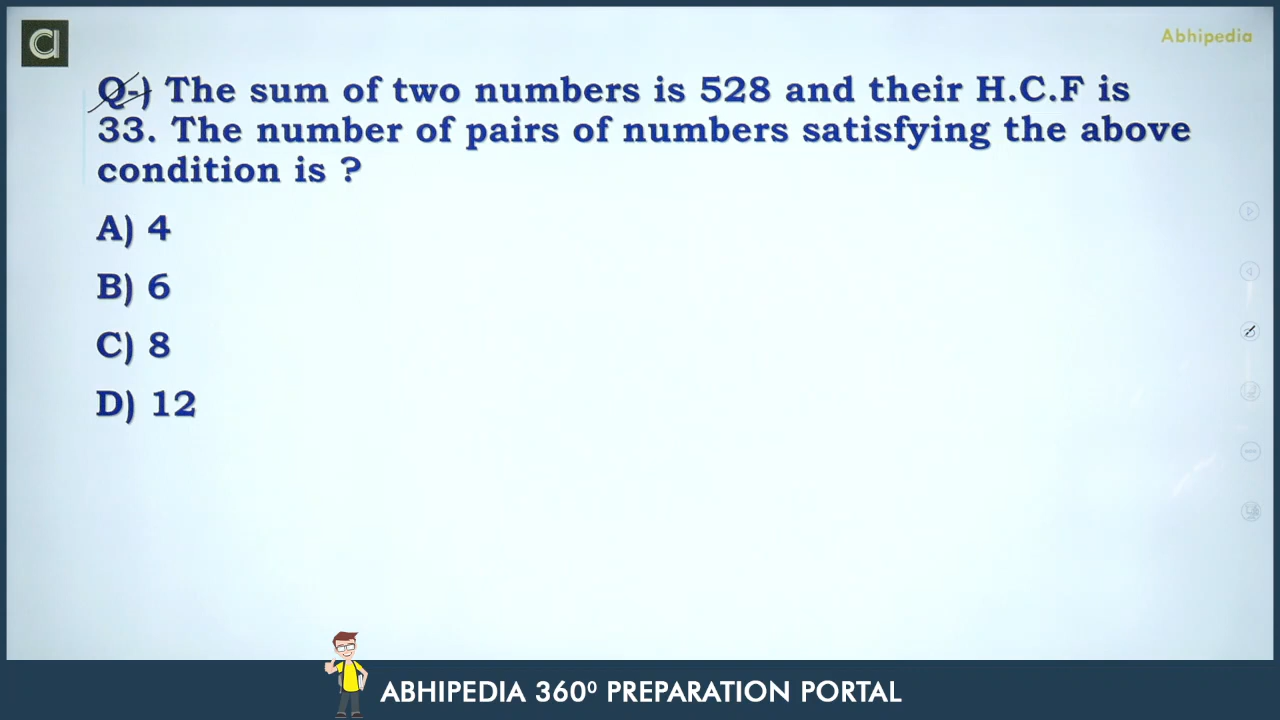 Abhipedia
Q-) The sum of two numbers is 528 and their H.C.F is
33. The number of pairs of numbers satisfying the above
condition is ?
A) 4
B) 6
C) 8
D) 12
ABHIPEDIA 360⁰ PREPARATION PORTAL